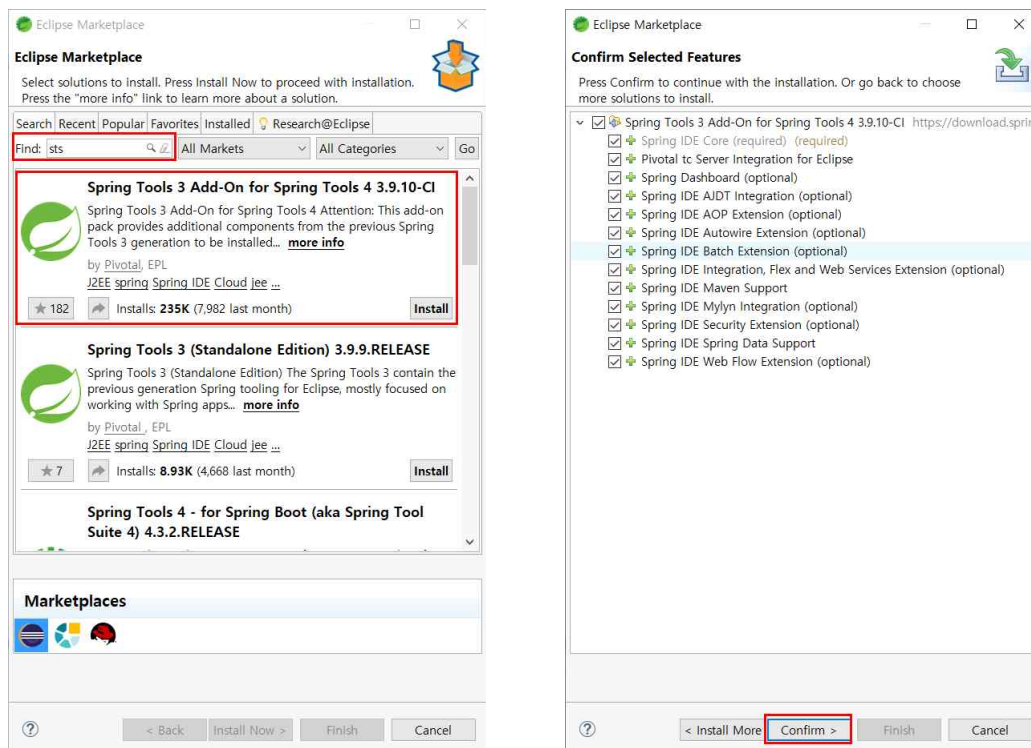 Eclipse Marketplace
Eclipse Marketplace
Select solutions to install. Press Install Now to proceed with installation.
Press the "more info" link to learn more about a solution.
Search Recent Popular Favorites Installed Research@Eclipse
Find: sts All Markets All Categories Go
Spring Tools 3 Add-On for Spring Tools 4 3.9.10-CI
Spring Tools 3 Add-On for Spring Tools 4 Attention: This add-on
pack provides additional components from the previous Spring
Tools 3 generation to be installed... more info
by Pivotal, EPL
J2EE spring Spring IDE Cloud jee ...
182 Installs: 235K (7,982 last month) Install
Spring Tools 3 (Standalone Edition) 3.9.9.RELEASE
Spring Tools 3 (Standalone Edition) The Spring Tools 3 contain the
previous generation Spring tooling for Eclipse, mostly focused on
working with Spring apps... more info
by Pivotal , EPL
J2EE spring Spring IDE Cloud jee ...
7 Installs: 8.93K (4,668 last month) Install
Spring Tools 4 - for Spring Boot (aka Spring Tool
Suite 4) 4.3.2.RELEASE
Marketplaces
? < Back Install Now > Finish Cancel
Eclipse Marketplace
Confirm Selected Features
Press Confirm to continue with the installation. Or go back to choose
more solutions to install.
Spring Tools 3 Add-On for Spring Tools 4 3.9.10-CI https://download.sprin
Spring IDE Core (required) (required)
Pivotal tc Server Integration for Eclipse
Spring Dashboard (optional)
Spring IDE AJDT Integration (optional)
Spring IDE AOP Extension (optional)
Spring IDE Autowire Extension (optional)
Spring IDE Batch Extension (optional)
Spring IDE Integration, Flex and Web Services Extension (optional)
Spring IDE Maven Support
Spring IDE Mylyn Integration (optional)
Spring IDE Security Extension (optional)
Spring IDE Spring Data Support
Spring IDE Web Flow Extension (optional)
? < Install More Confirm > Finish Cancel